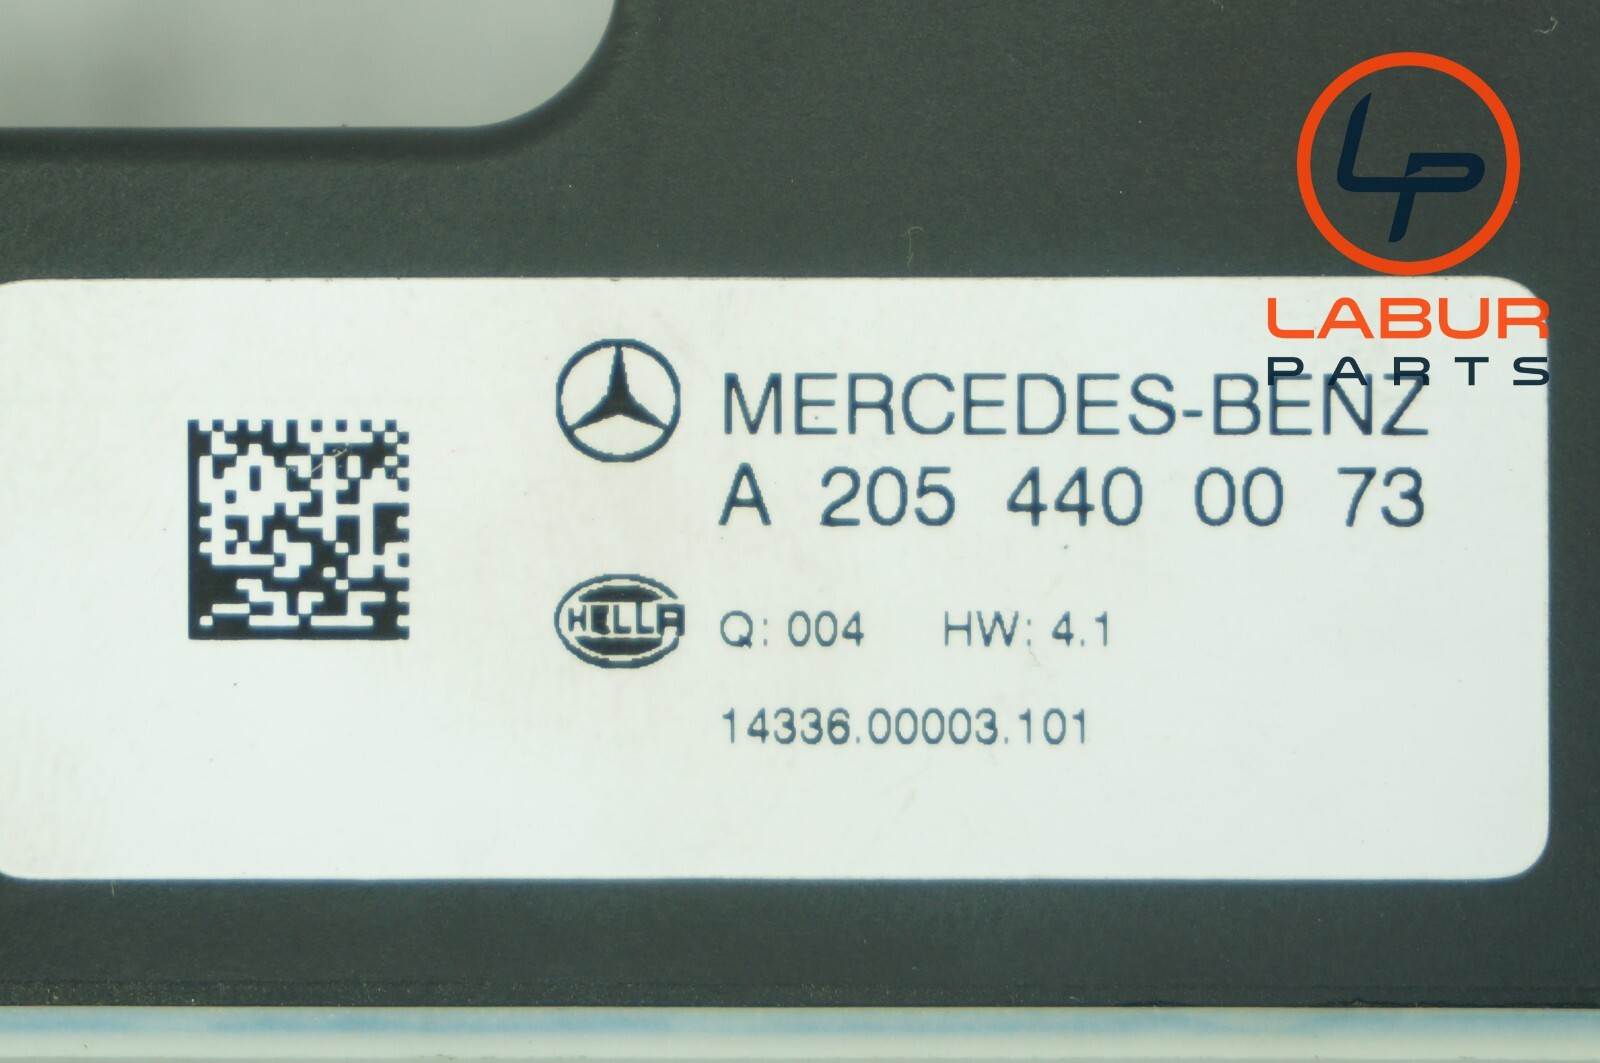 LP
LABUR
PARTS
MERCEDES-BENZ
A 205 440 00 73
HELLA
Q: 004 HW: 4.1
14336.00003.101